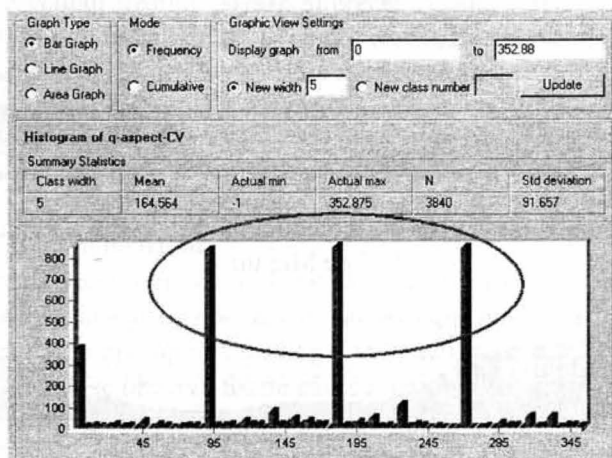 Graph Type
Mode
Graphic View Settings
Bar Graph
Line Graph
Area Graph
Frequency
Cumulative
Display graph from 0 to 352.88
New width 5 New class number Update
Histogram of q-aspect-CV
Summary Statistics
Class width Mean Actual min Actual max N Std deviation
5 164.564 -1 352.875 3840 91.657
800
700
600
500
400
300
200
100
0
45 95 145 195 245 295 345